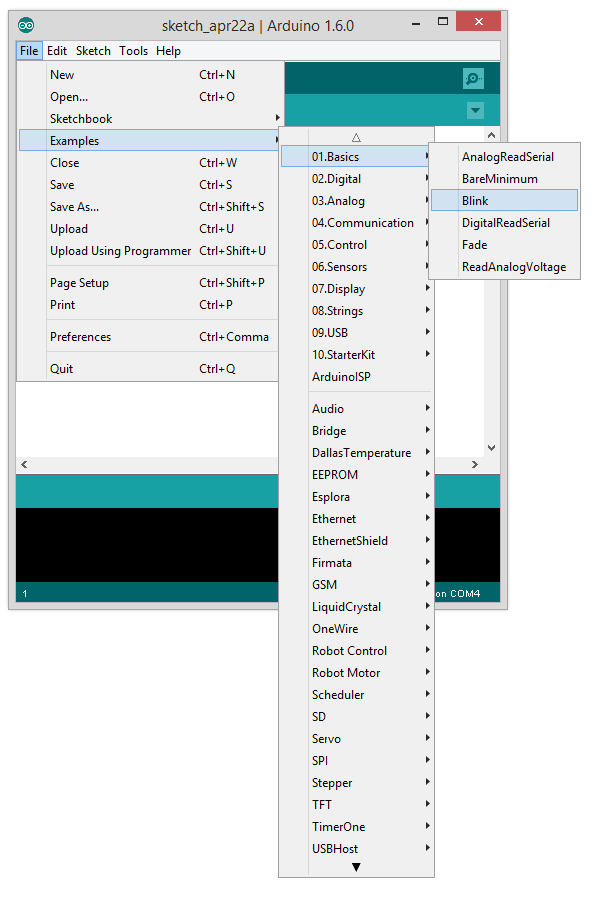 sketch_apr22a | Arduino 1.6.0
File Edit Sketch Tools Help
New Ctrl+N
Open... Ctrl+O
Sketchbook
Examples
Close Ctrl+W
Save Ctrl+S
Save As... Ctrl+Shift+S
Upload Ctrl+U
Upload Using Programmer Ctrl+Shift+U
Page Setup Ctrl+Shift+P
Print Ctrl+P
Preferences Ctrl+Comma
Quit Ctrl+Q
01.Basics
02.Digital
03.Analog
04.Communication
05.Control
06.Sensors
07.Display
08.Strings
09.USB
10.StarterKit
ArduinoISP
Audio
Bridge
DallasTemperature
EEPROM
Esplora
Ethernet
EthernetShield
Firmata
GSM
LiquidCrystal
OneWire
Robot Control
Robot Motor
Scheduler
SD
Servo
SPI
Stepper
TFT
TimerOne
USBHost
AnalogReadSerial
BareMinimum
Blink
DigitalReadSerial
Fade
ReadAnalogVoltage
1
on COM4